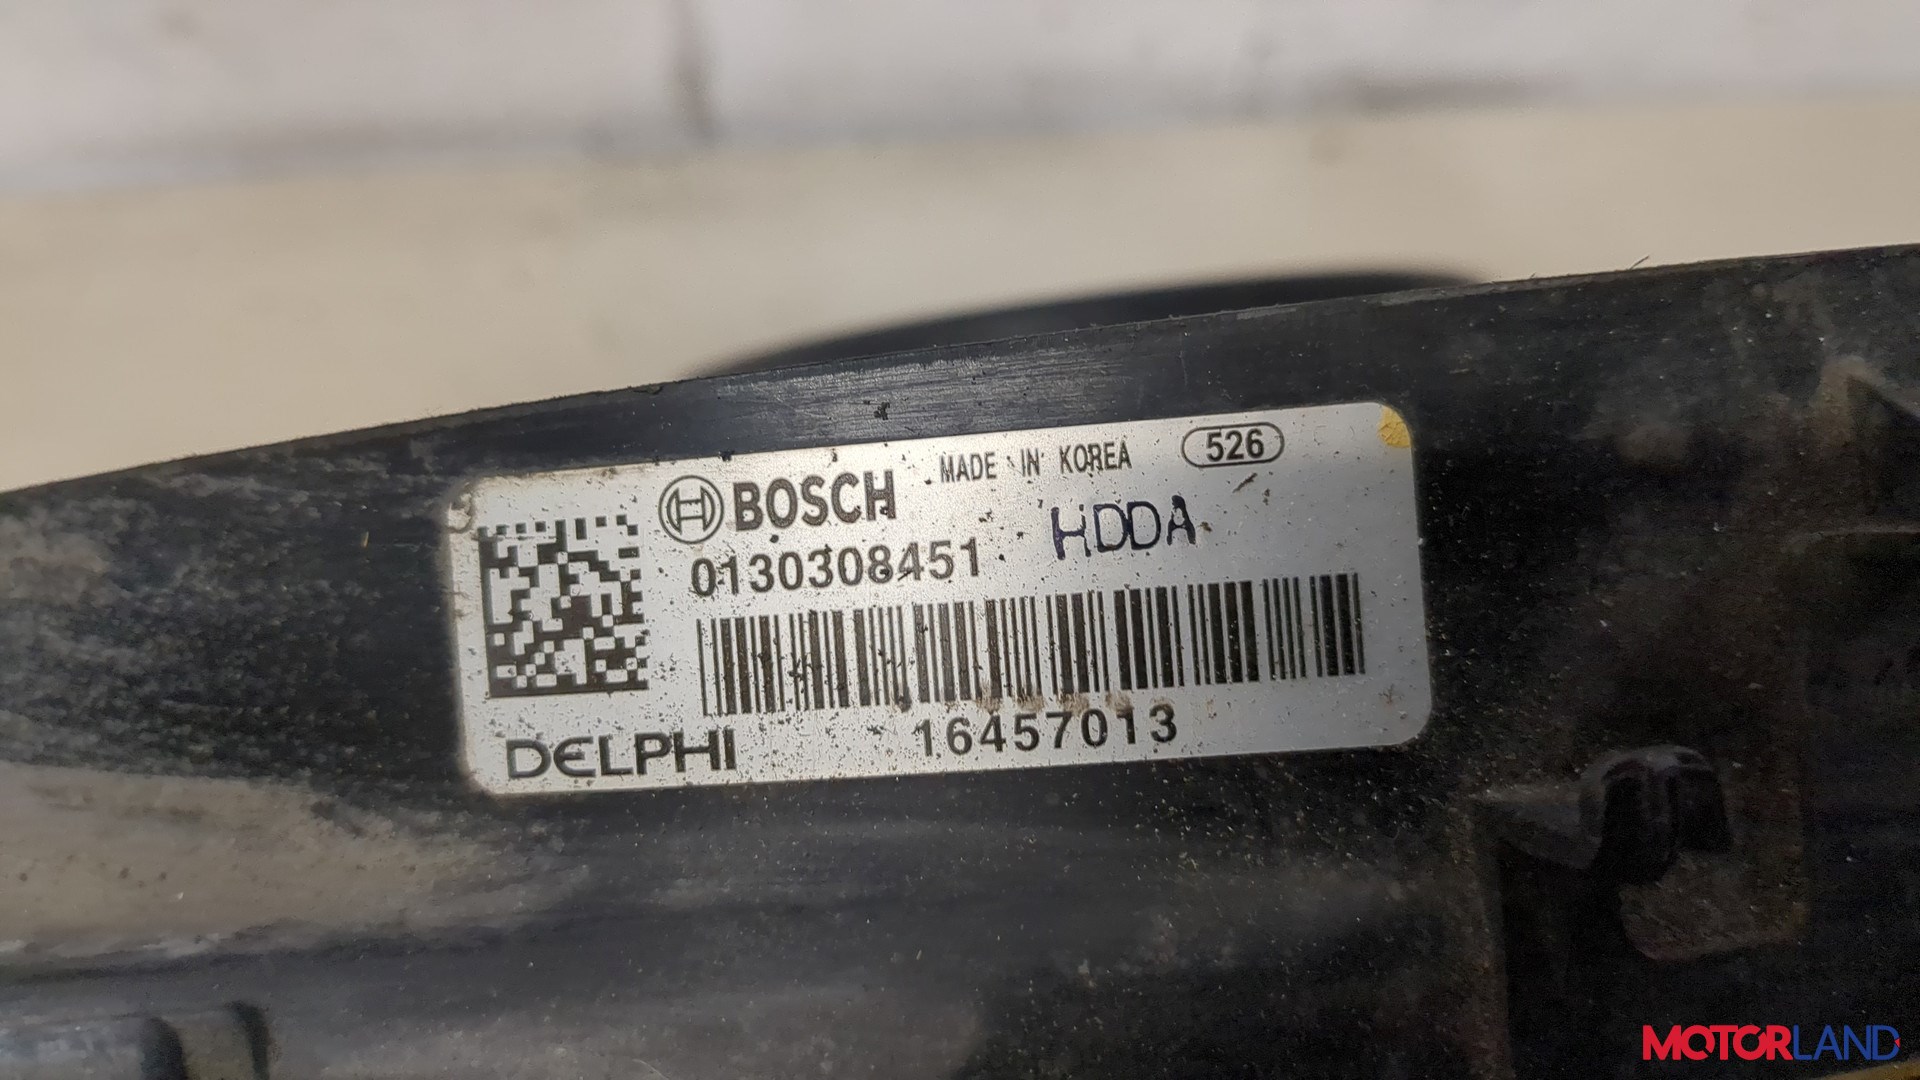 BOSCH MADE IN KOREA 526
0130308451 HDDA
DELPHI 16457013
MOTORLAND